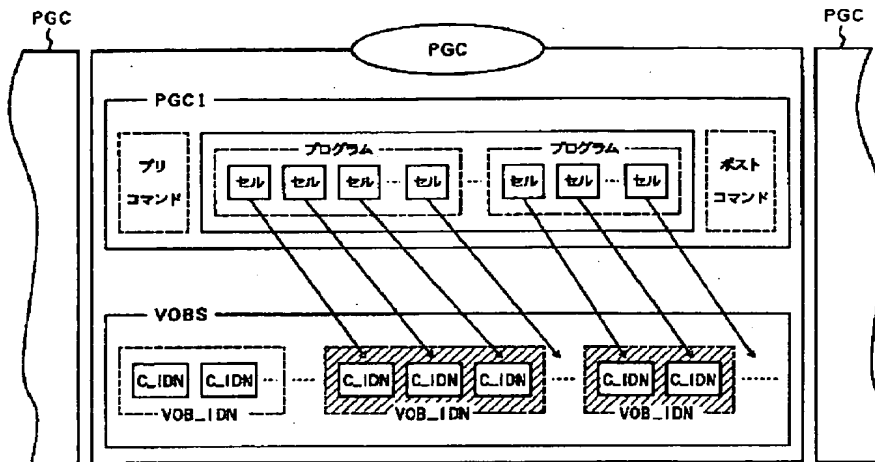 PGC
PGC
PGC
PGCI
プリ
コマンド
プログラム
セル セル セル ... セル
...
プログラム
セル セル ... セル
ポスト
コマンド
VOBS
C_IDN C_IDN ... ...
VOB_IDN
C_IDN C_IDN C_IDN
VOB_IDN
...
C_IDN C_IDN
VOB_IDN
...